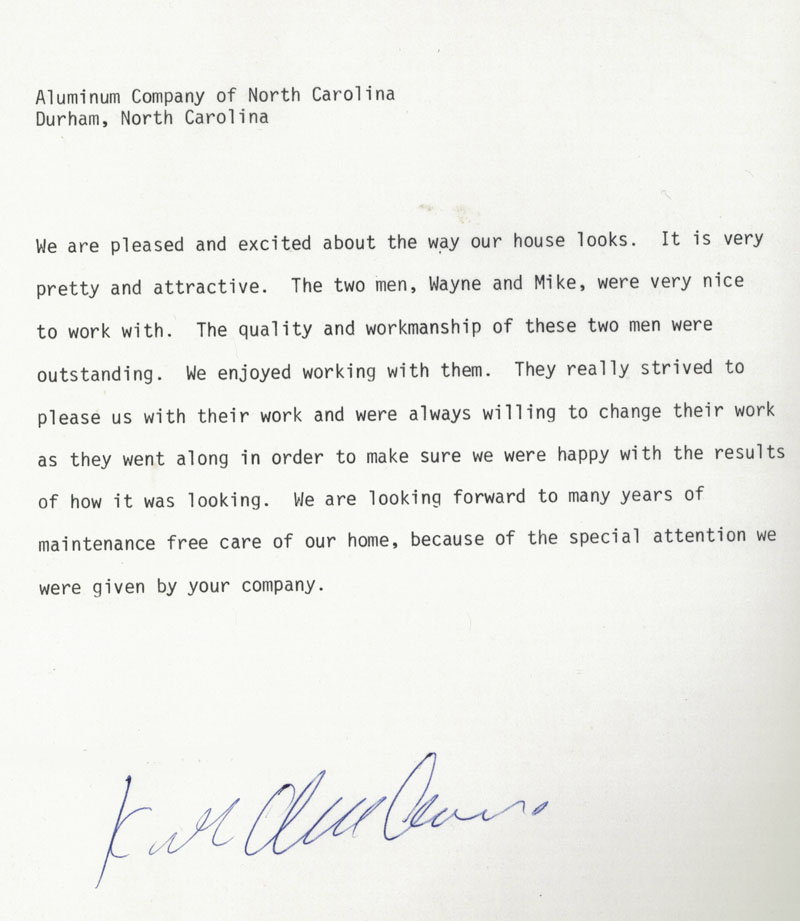 Aluminum Company of North Carolina
Durham, North Carolina
We are pleased and excited about the way our house looks. It is very
pretty and attractive. The two men, Wayne and Mike, were very nice
to work with. The quality and workmanship of these two men were
outstanding. We enjoyed working with them. They really strived to
please us with their work and were always willing to change their work
as they went along in order to make sure we were happy with the results
of how it was looking. We are looking forward to many years of
maintenance free care of our home, because of the special attention we
were given by your company.